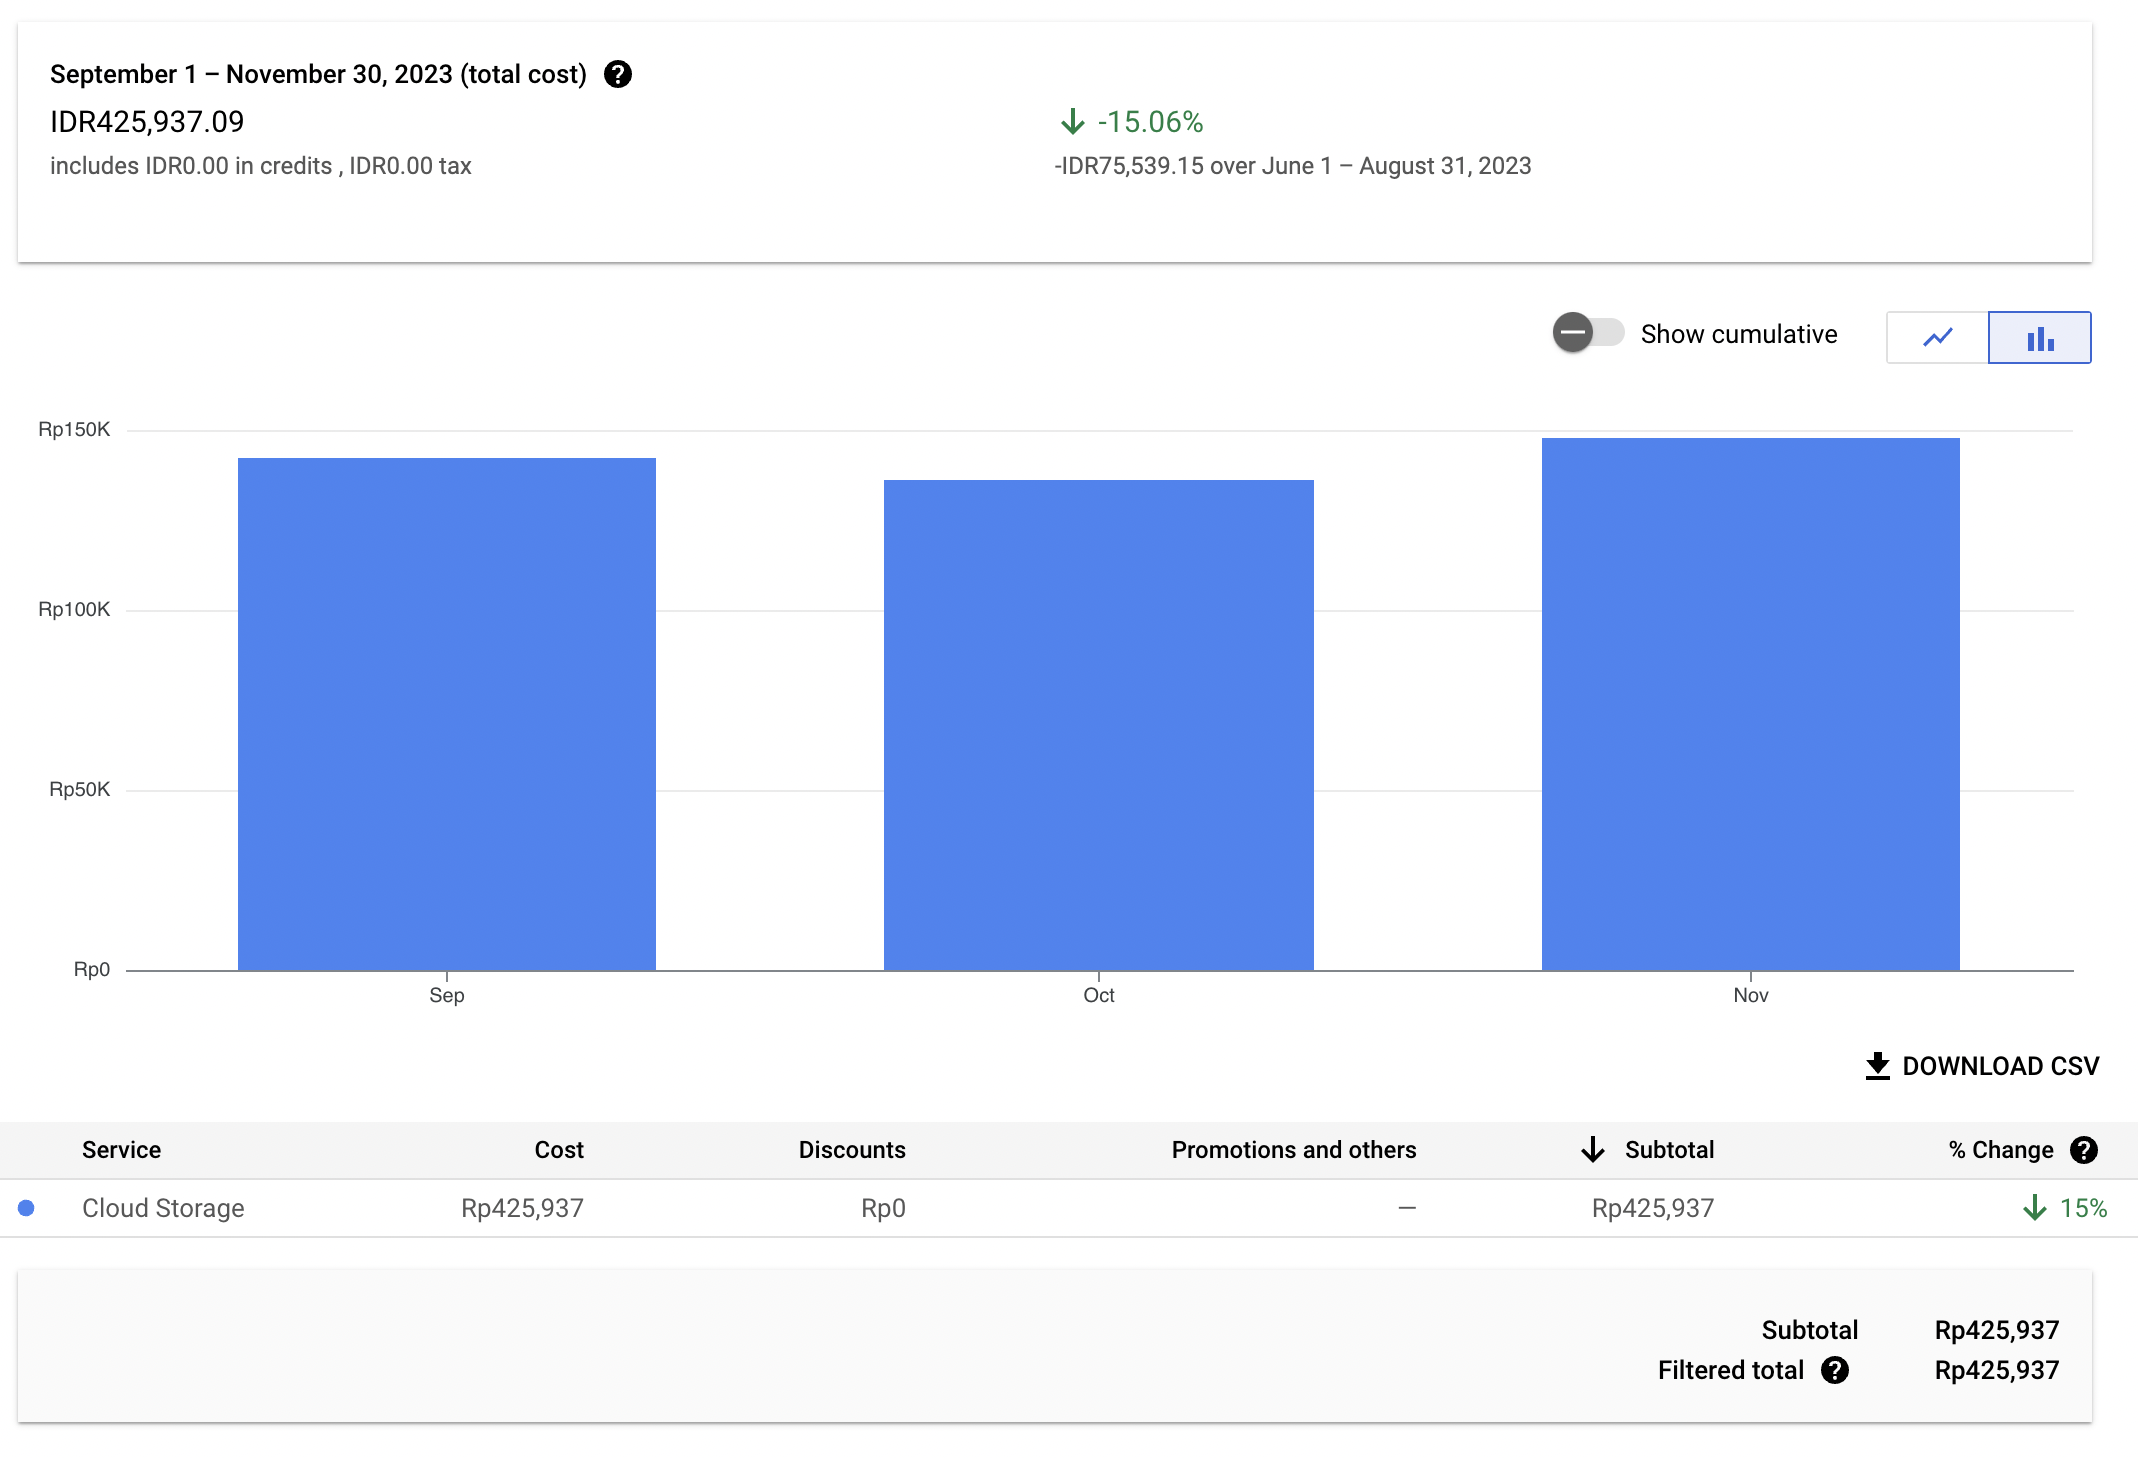 September 1 – November 30, 2023 (total cost)
IDR425,937.09
includes IDR0.00 in credits , IDR0.00 tax
-15.06%
-IDR75,539.15 over June 1 – August 31, 2023
Show cumulative
Rp150K
Rp100K
Rp50K
Rp0
Sep Oct Nov
DOWNLOAD CSV
Service Cost Discounts Promotions and others Subtotal % Change
Cloud Storage Rp425,937 Rp0 — Rp425,937 15%
Subtotal Rp425,937
Filtered total Rp425,937